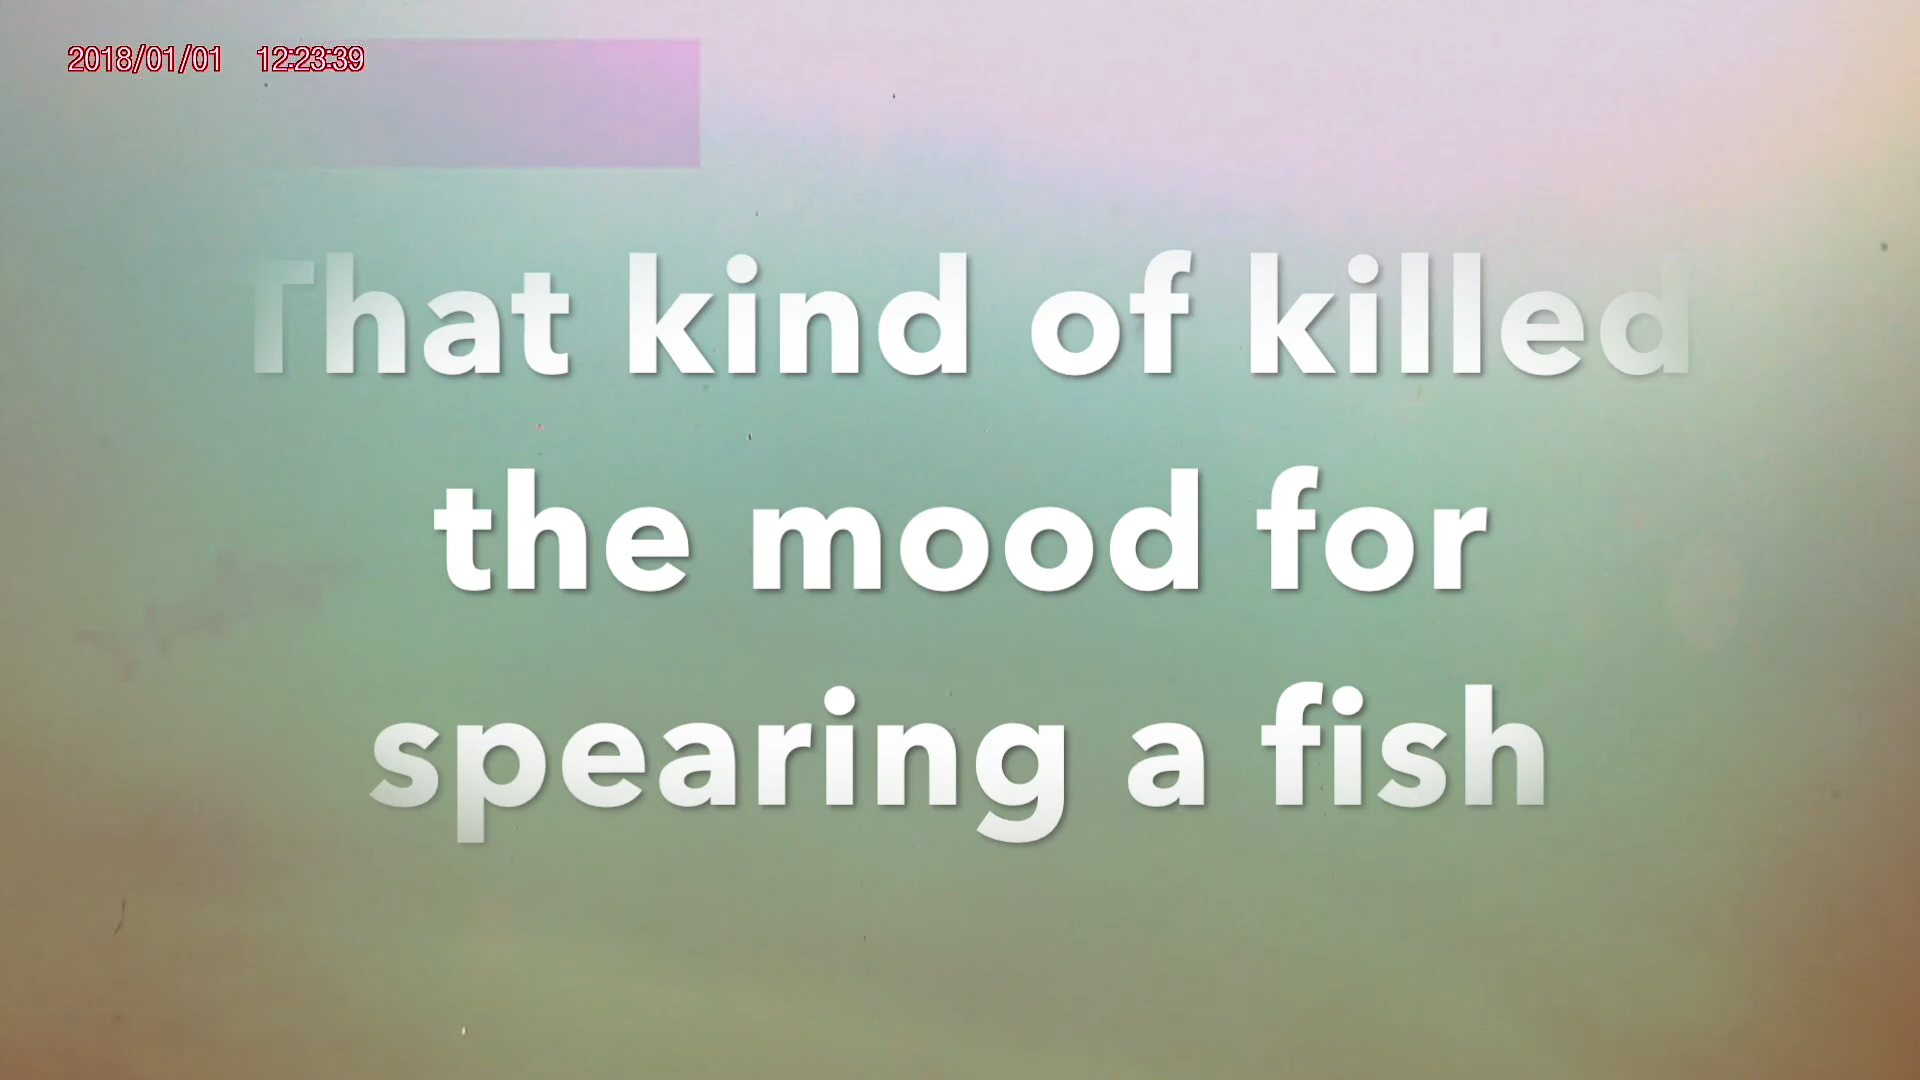 2018/01/01 12:23:39
That kind of killed
the mood for
spearing a fish